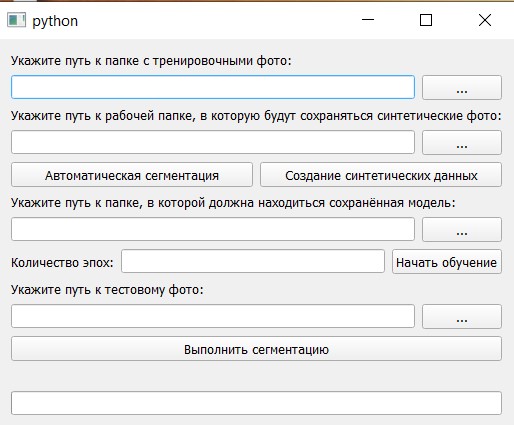 python
Укажите путь к папке с тренировочными фото:
...
Укажите путь к рабочей папке, в которую будут сохраняться синтетические фото:
...
Автоматическая сегментация Создание синтетических данных
Укажите путь к папке, в которой должна находиться сохранённая модель:
...
Количество эпох: Начать обучение
Укажите путь к тестовому фото:
...
Выполнить сегментацию